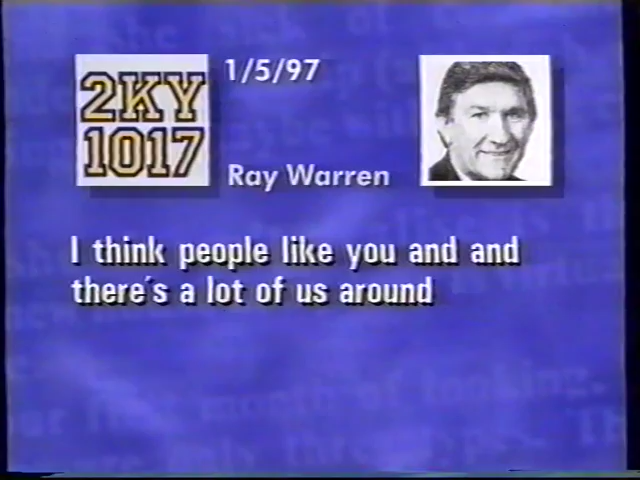 2KY
1017
1/5/97
Ray Warren
I think people like you and and
there's a lot of us around